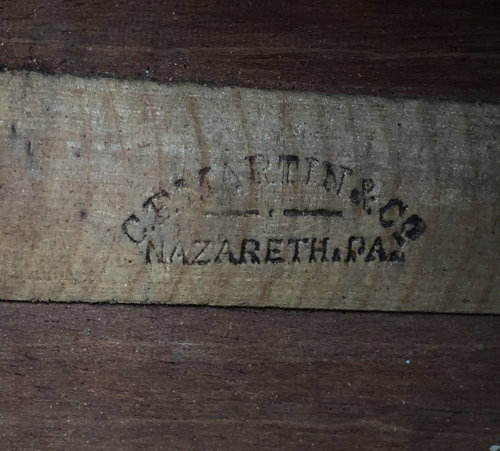 C.F. MARTIN & CO.
NAZARETH, PA.